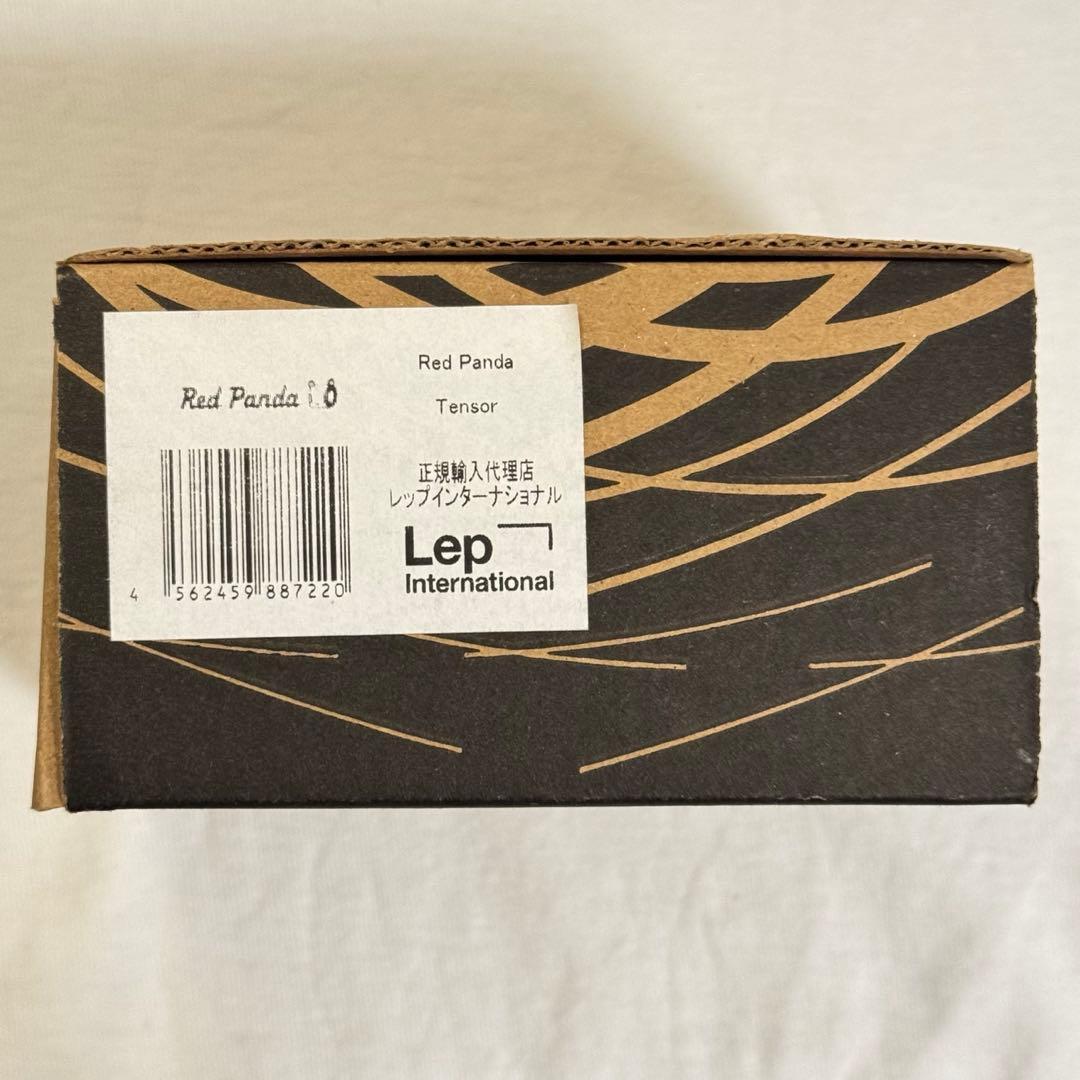 Red Panda
Red Panda
Tensor
正規輸入代理店
レップインターナショナル
Lep
International
4 562459 887220